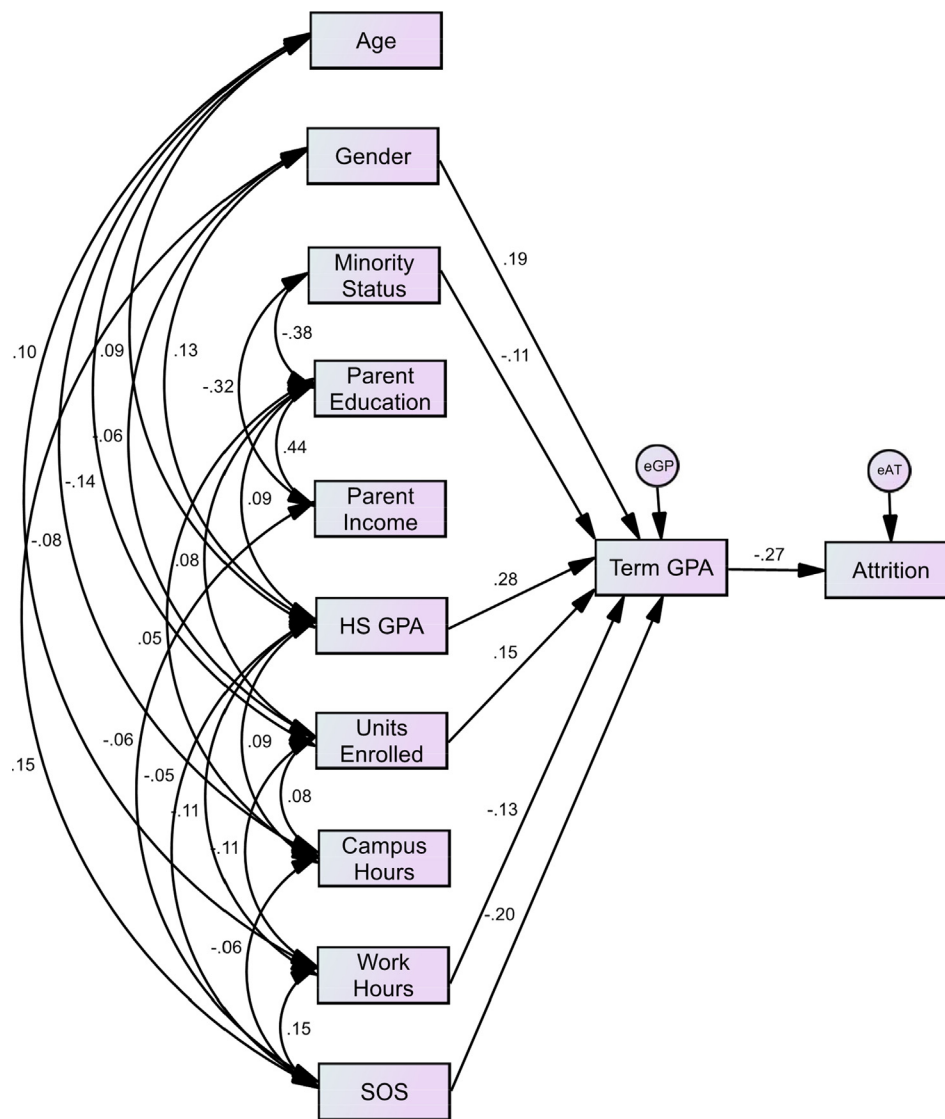 Age
Gender
.19
Minority
Status
-.38
-.11
.10
.09
.13
-.32
Parent
Education
-.06
.44
-.14
.09
Parent
Income
eGP
eAT
-.08
.08
.28
Term GPA
-.27
Attrition
.05
HS GPA
.15
Units
Enrolled
.09
-.06
.15
-.05
.08
-.11
-.11
-.13
Campus
Hours
-.20
-.06
Work
Hours
.15
SOS